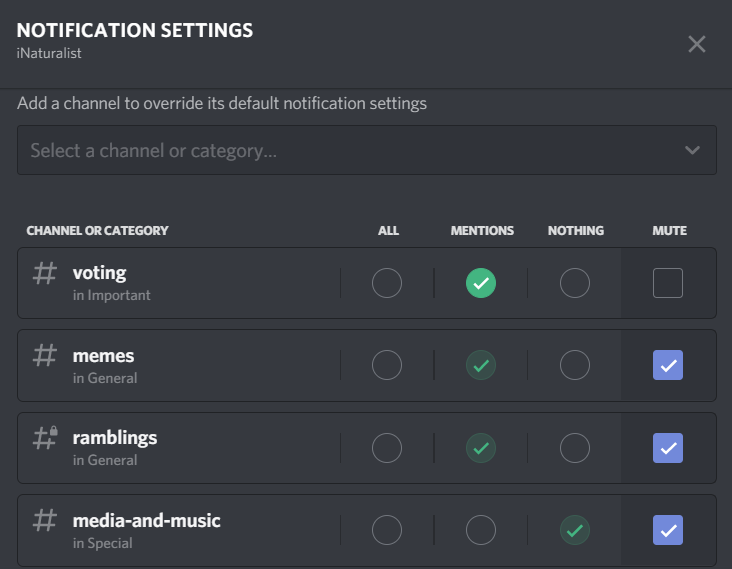 NOTIFICATION SETTINGS
iNaturalist
Add a channel to override its default notification settings
Select a channel or category...
CHANNEL OR CATEGORY ALL MENTIONS NOTHING MUTE
voting
in Important
memes
in General
ramblings
in General
media-and-music
in Special